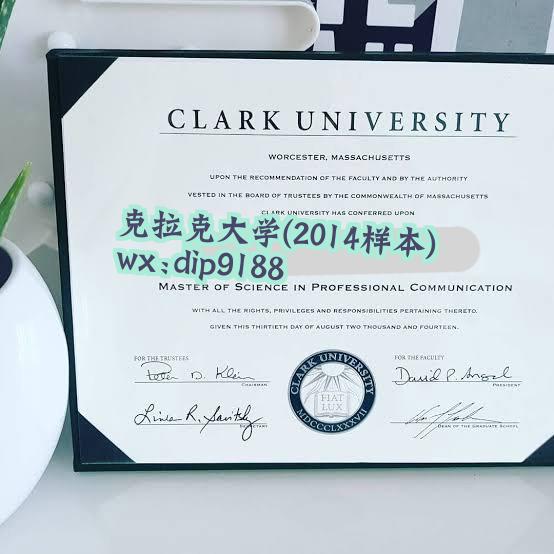 CLARK UNIVERSITY
WORCESTER, MASSACHUSETTS
UPON THE RECOMMENDATION OF THE FACULTY AND BY THE AUTHORITY
VESTED IN THE BOARD OF TRUSTEES BY THE COMMONWEALTH OF MASSACHUSETTS
CLARK UNIVERSITY HAS CONFERRED UPON
克拉克大学(2014样本)
wx:dip9188
MASTER OF SCIENCE IN PROFESSIONAL COMMUNICATION
WITH ALL THE RIGHTS, PRIVILEGES AND RESPONSIBILITIES PERTAINING THERETO.
GIVEN THIS THIRTIETH DAY OF AUGUST TWO THOUSAND AND FOURTEEN.
FOR THE TRUSTEES
FOR THE FACULTY
CHAIRMAN
PRESIDENT
SECRETARY
DEAN OF THE GRADUATE SCHOOL
CLARK UNIVERSITY
FIAT
LUX
MDCCCLXXXVII